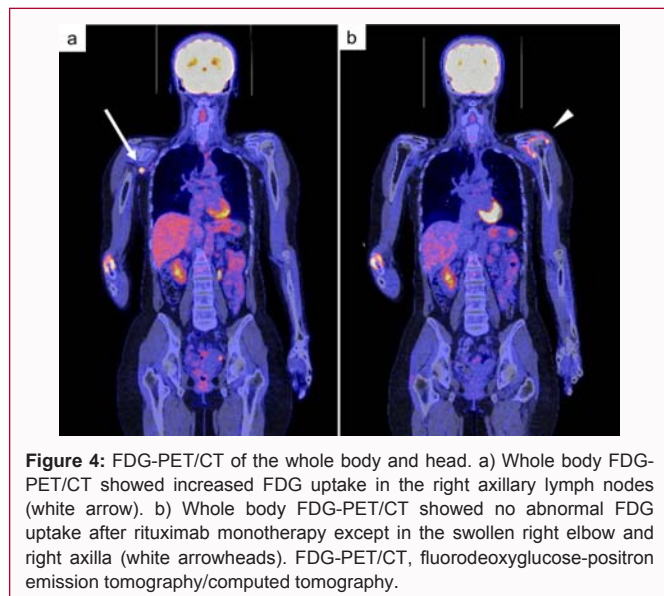 a
b
Figure 4: FDG-PET/CT of the whole body and head. a) Whole body FDG-
PET/CT showed increased FDG uptake in the right axillary lymph nodes
(white arrow). b) Whole body FDG-PET/CT showed no abnormal FDG
uptake after rituximab monotherapy except in the swollen right elbow and
right axilla (white arrowheads). FDG-PET/CT, fluorodeoxyglucose-positron
emission tomography/computed tomography.